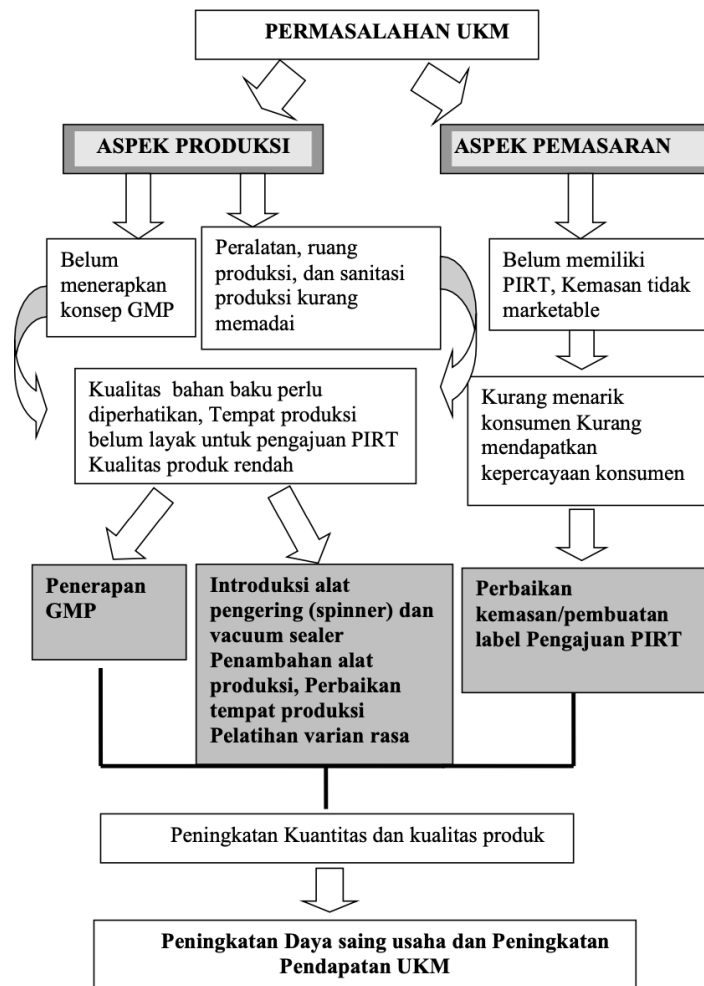 PERMASALAHAN UKM
ASPEK PRODUKSI
ASPEK PEMASARAN
Belum
menerapkan
konsep GMP
Peralatan, ruang
produksi, dan sanitasi
produksi kurang
memadai
Belum memiliki
PIRT, Kemasan tidak
marketable
Kualitas bahan baku perlu
diperhatikan, Tempat produksi
belum layak untuk pengajuan PIRT
Kualitas produk rendah
Kurang menarik
konsumen Kurang
mendapatkan
kepercayaan konsumen
Penerapan
GMP
Introduksi alat
pengering (spinner) dan
vacuum sealer
Penambahan alat
produksi, Perbaikan
tempat produksi
Pelatihan varian rasa
Perbaikan
kemasan/pembuatan
label Pengajuan PIRT
Peningkatan Kuantitas dan kualitas produk
Peningkatan Daya saing usaha dan Peningkatan
Pendapatan UKM